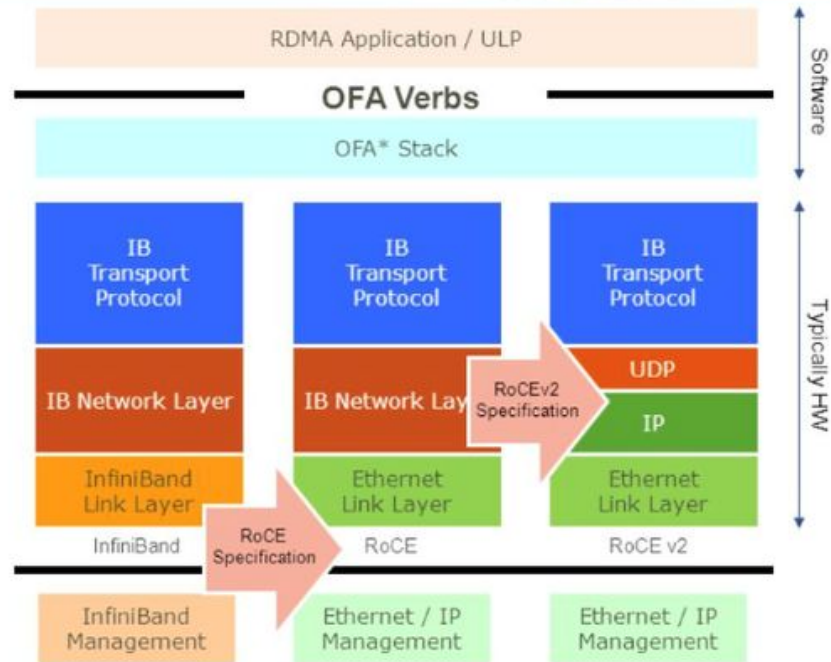 RDMA Application / ULP
OFA Verbs
OFA* Stack
Software
IB
Transport
Protocol
IB
Transport
Protocol
IB
Transport
Protocol
IB Network Layer
IB Network Lay
RoCEv2
Specification
UDP
IP
Typically HW
InfiniBand
Link Layer
Ethernet
Link Layer
Ethernet
Link Layer
RoCE
Specification
InfiniBand
RoCE
RoCE v2
InfiniBand
Management
Ethernet / IP
Management
Ethernet / IP
Management